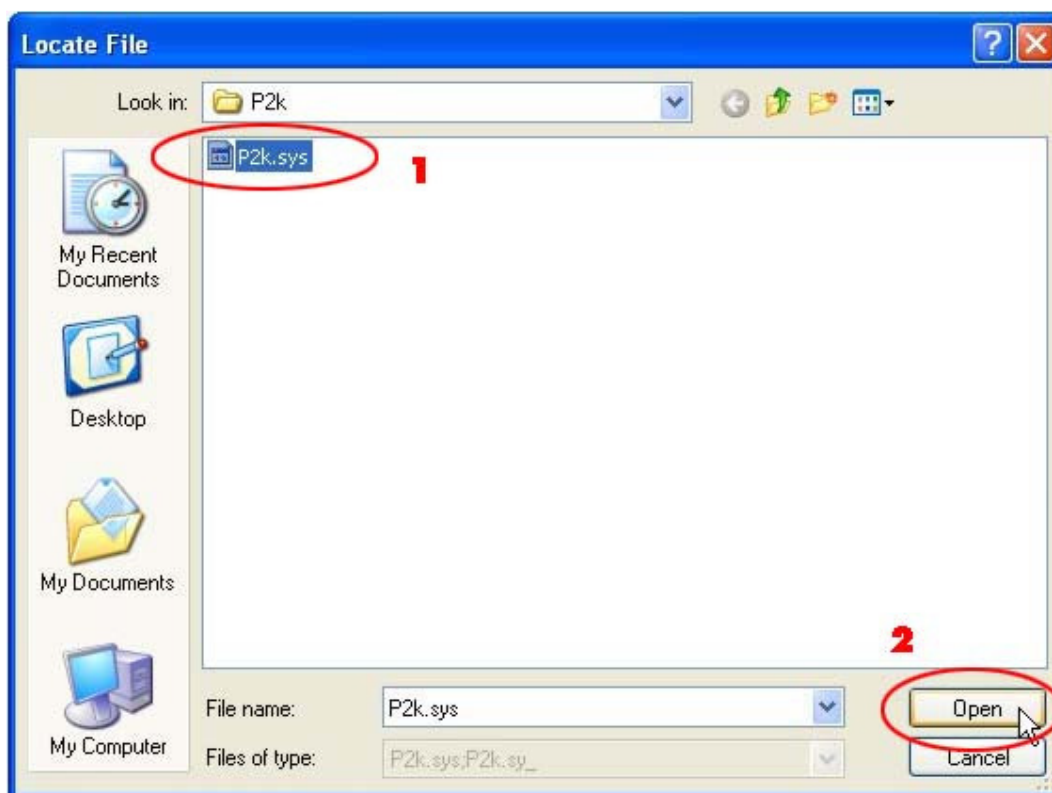 Locate File
Look in:
P2k
P2k.sys
1
My Recent
Documents
Desktop
My Documents
My Computer
2
File name:
P2k.sys
Open
Files of type:
P2k.sys;P2k.sy_
Cancel